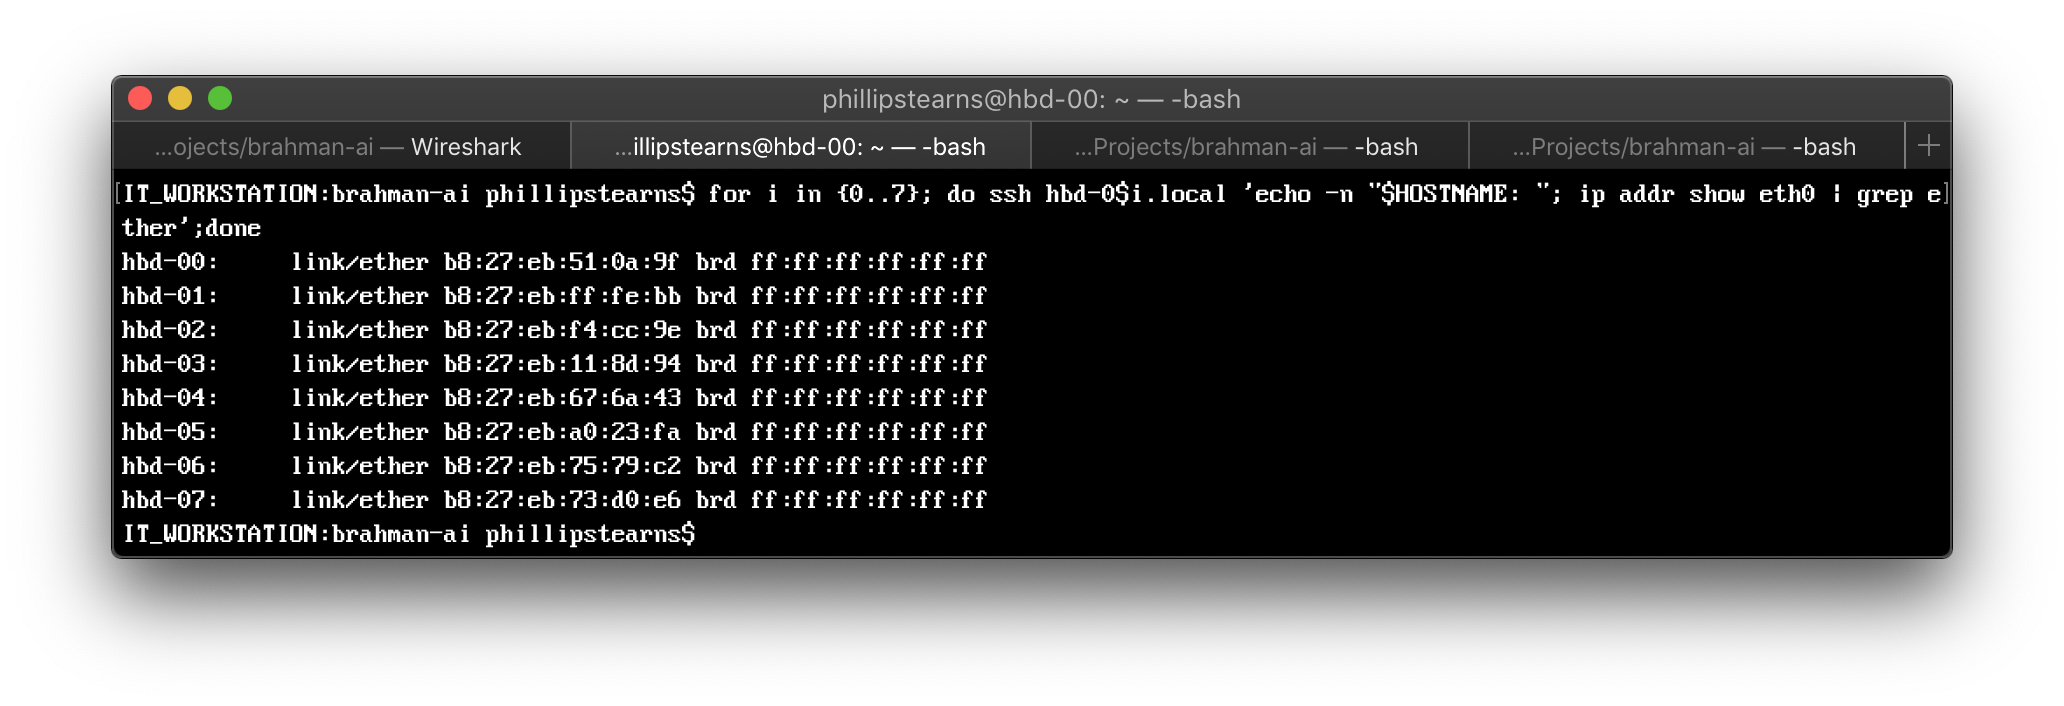 phillipstearns@hbd-00: ~ — -bash
...ojects/brahman-ai — Wireshark
...illipstearns@hbd-00: ~ — -bash
...Projects/brahman-ai — -bash
...Projects/brahman-ai — -bash
+
[IT_WORKSTATION:brahman-ai phillipstearns$ for i in {0..7}; do ssh hbd-0$i.local 'echo -n "$HOSTNAME: "; ip addr show eth0 | grep e]
ther';done
hbd-00:     link/ether b8:27:eb:51:0a:9f brd ff:ff:ff:ff:ff:ff
hbd-01:     link/ether b8:27:eb:ff:fe:bb brd ff:ff:ff:ff:ff:ff
hbd-02:     link/ether b8:27:eb:f4:cc:9e brd ff:ff:ff:ff:ff:ff
hbd-03:     link/ether b8:27:eb:11:8d:94 brd ff:ff:ff:ff:ff:ff
hbd-04:     link/ether b8:27:eb:67:6a:43 brd ff:ff:ff:ff:ff:ff
hbd-05:     link/ether b8:27:eb:a0:23:fa brd ff:ff:ff:ff:ff:ff
hbd-06:     link/ether b8:27:eb:75:79:c2 brd ff:ff:ff:ff:ff:ff
hbd-07:     link/ether b8:27:eb:73:d0:e6 brd ff:ff:ff:ff:ff:ff
IT_WORKSTATION:brahman-ai phillipstearns$